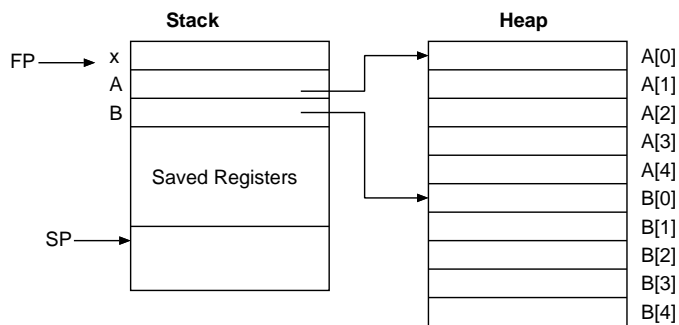 Stack
Heap
FP
x
A
B
Saved Registers
SP
A[0]
A[1]
A[2]
A[3]
A[4]
B[0]
B[1]
B[2]
B[3]
B[4]